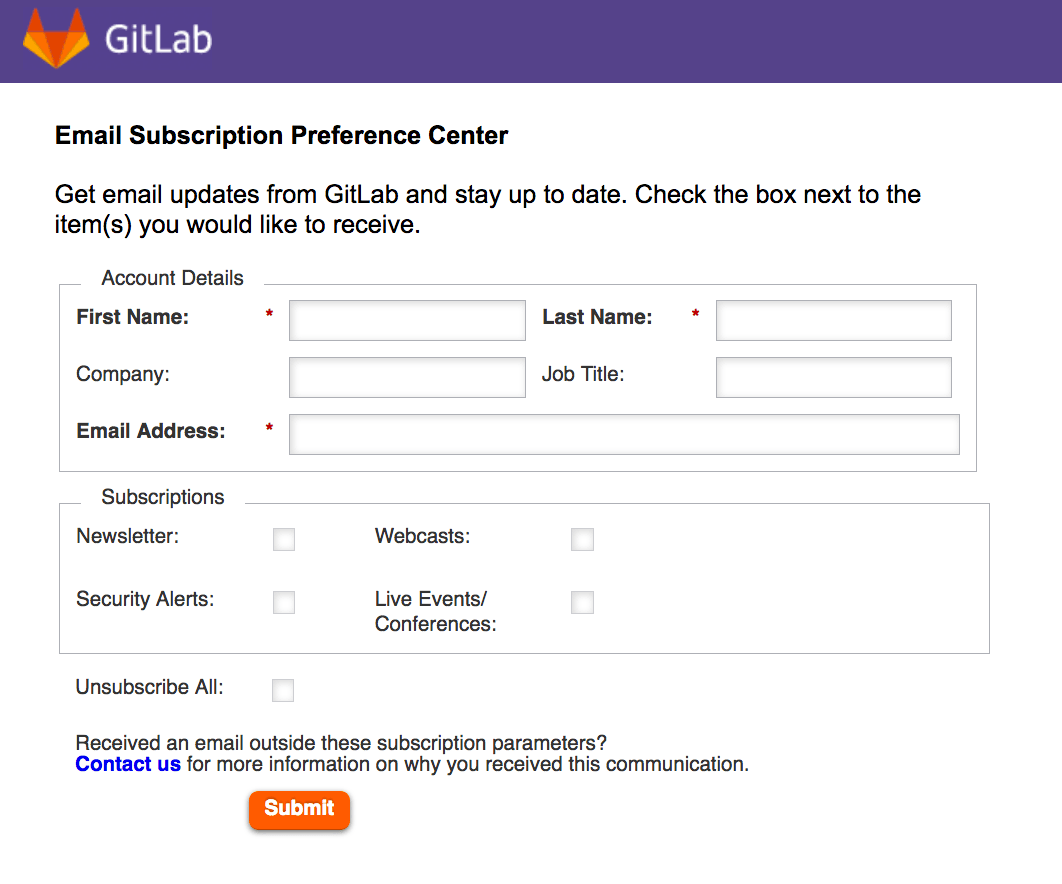 GitLab
Email Subscription Preference Center
Get email updates from GitLab and stay up to date. Check the box next to the
item(s) you would like to receive.
Account Details
First Name: * Last Name: *
Company: Job Title:
Email Address: *
Subscriptions
Newsletter: Webcasts:
Security Alerts: Live Events/
Conferences:
Unsubscribe All:
Received an email outside these subscription parameters?
Contact us for more information on why you received this communication.
Submit